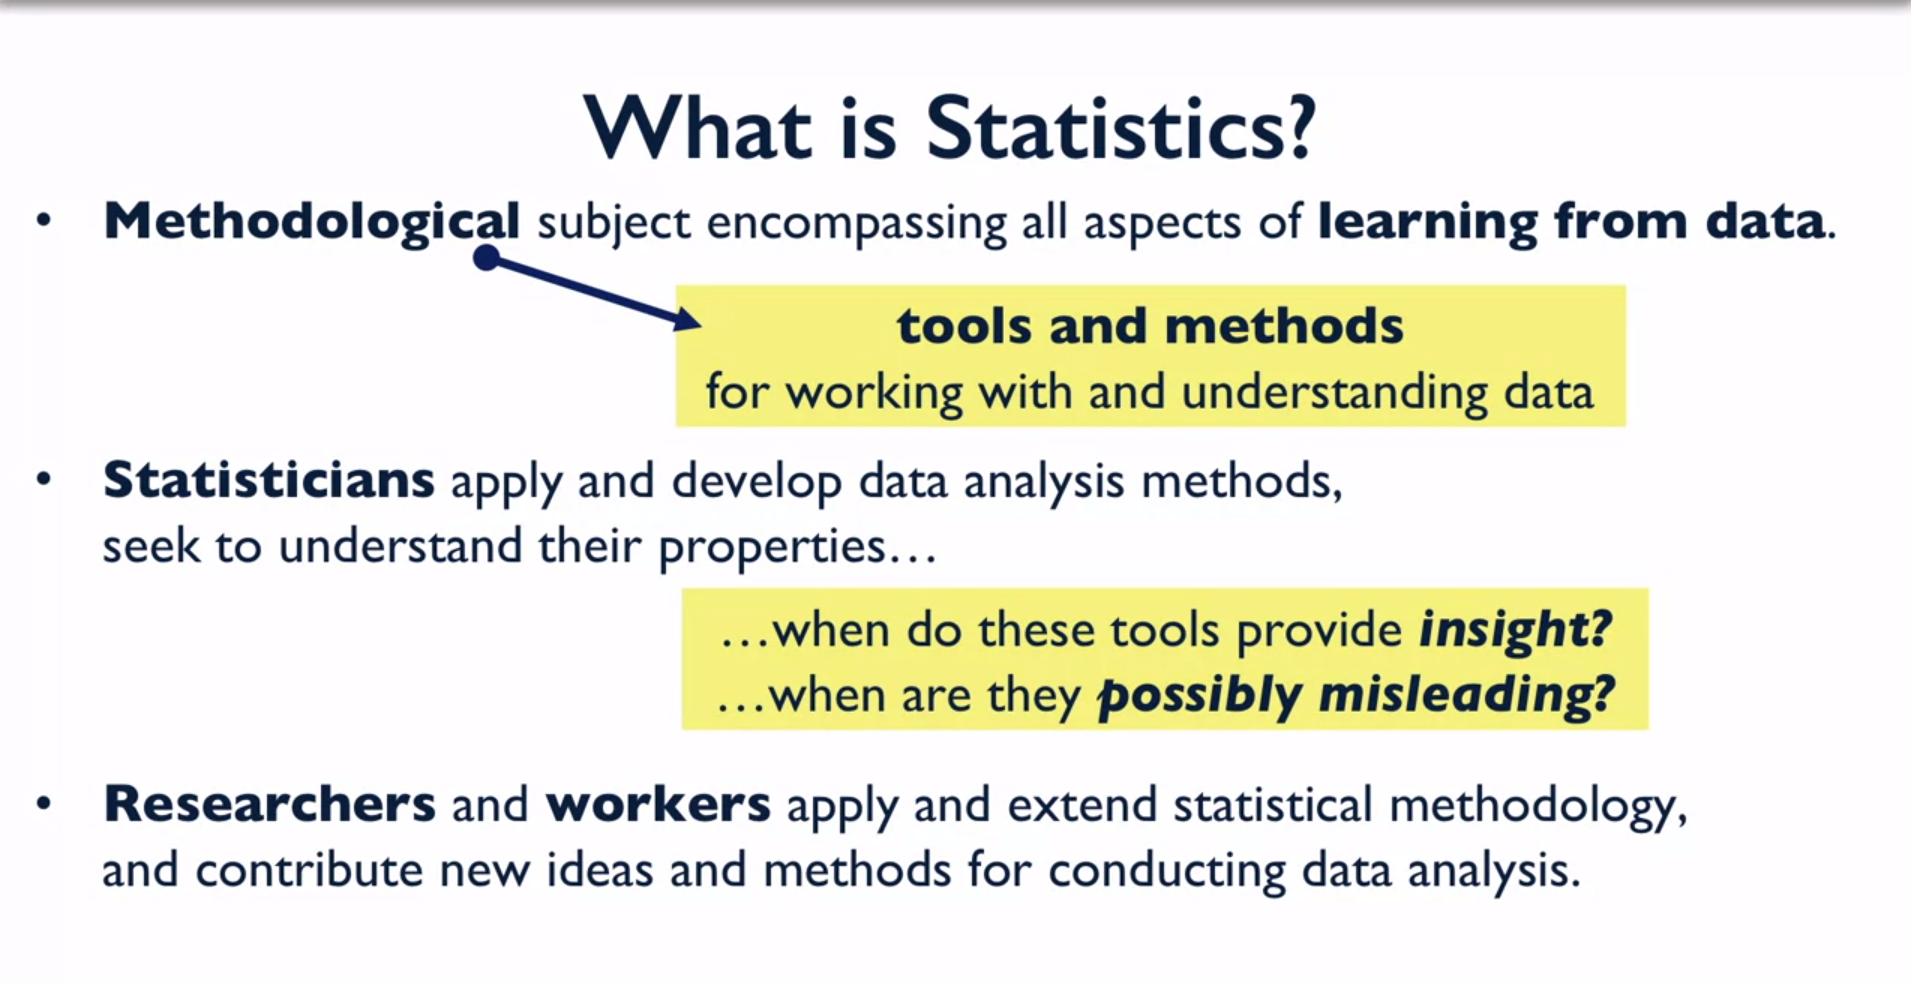 What is Statistics?
• Methodological subject encompassing all aspects of learning from data.
tools and methods
for working with and understanding data
• Statisticians apply and develop data analysis methods,
seek to understand their properties…
…when do these tools provide insight?
…when are they possibly misleading?
• Researchers and workers apply and extend statistical methodology,
and contribute new ideas and methods for conducting data analysis.